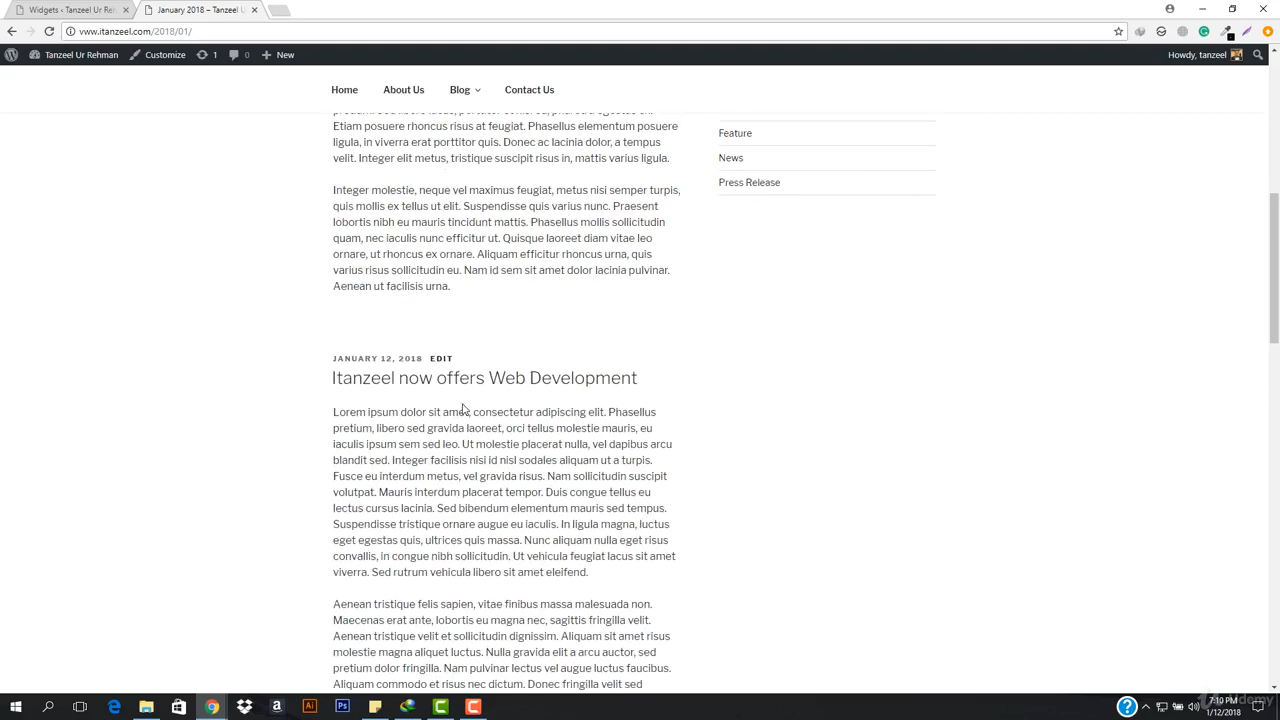 Widgets ‹ Tanzeel Ur Reh
January 2018 – Tanzeel U
www.itanzeel.com/2018/01/
Tanzeel Ur Rehman
Customize
1
0
New
Howdy, tanzeel
Home
About Us
Blog
Contact Us
Etiam posuere rhoncus risus at feugiat. Phasellus elementum posuere
ligula, in viverra erat porttitor quis. Donec ac lacinia dolor, a tempus
velit. Integer elit metus, tristique suscipit risus in, mattis varius ligula.
Integer molestie, neque vel maximus feugiat, metus nisi semper turpis,
quis mollis ex tellus ut elit. Suspendisse quis varius nunc. Praesent
lobortis nibh eu mauris tincidunt mattis. Phasellus mollis sollicitudin
quam, nec iaculis nunc efficitur ut. Quisque laoreet diam vitae leo
ornare, ut rhoncus ex ornare. Aliquam efficitur rhoncus urna, quis
varius risus sollicitudin eu. Nam id sem sit amet dolor lacinia pulvinar.
Aenean ut facilisis urna.
Feature
News
Press Release
JANUARY 12, 2018 EDIT
Itanzeel now offers Web Development
Lorem ipsum dolor sit amet, consectetur adipiscing elit. Phasellus
pretium, libero sed gravida laoreet, orci tellus molestie mauris, eu
iaculis ipsum sem sed leo. Ut molestie placerat nulla, vel dapibus arcu
blandit sed. Integer facilisis nisi id nisl sodales aliquam ut a turpis.
Fusce eu interdum metus, vel gravida risus. Nam sollicitudin suscipit
volutpat. Mauris interdum placerat tempor. Duis congue tellus eu
lectus cursus lacinia. Sed bibendum elementum mauris sed tempus.
Suspendisse tristique ornare augue eu iaculis. In ligula magna, luctus
eget egestas quis, ultrices quis massa. Nunc aliquam nulla eget risus
convallis, in congue nibh sollicitudin. Ut vehicula feugiat lacus sit amet
viverra. Sed rutrum vehicula libero sit amet eleifend.
Aenean tristique felis sapien, vitae finibus massa malesuada non.
Maecenas erat ante, lobortis eu magna nec, sagittis fringilla velit.
Aenean tristique velit et sollicitudin dignissim. Aliquam sit amet risus
molestie magna aliquet luctus. Nulla gravida elit a arcu auctor, sed
pretium dolor fringilla. Nam pulvinar lectus vel augue luctus faucibus.
Aliquam commodo et risus nec dictum. Donec fringilla velit sed
7:10 PM
1/12/2018
Udemy